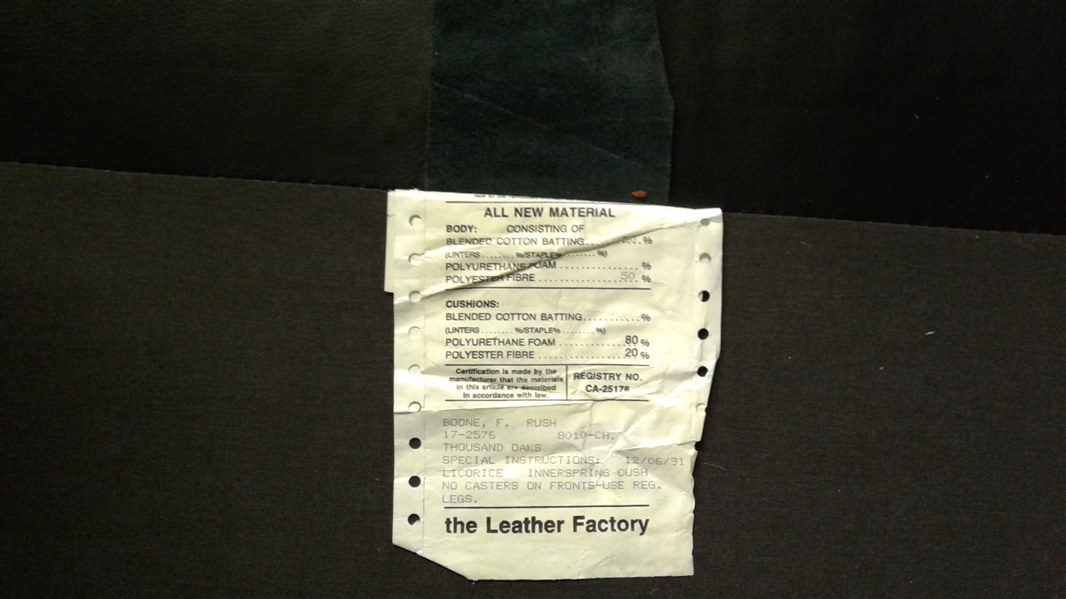 ALL NEW MATERIAL
BODY: CONSISTING OF
BLENDED COTTON BATTING..........%
(LINTERS........%/STAPLE%........%)
POLYURETHANE FOAM..............%
POLYESTER FIBRE..............50.%
CUSHIONS:
BLENDED COTTON BATTING...........%
(LINTERS........%/STAPLE%........%)
POLYURETHANE FOAM..............80%
POLYESTER FIBRE................20%
Certification is made by the
manufacturer that the materials
in this article are described
in accordance with law.
REGISTRY NO.
CA-25176
BOONE, F. RUSH
17-2576 8010-CH.
THOUSAND OAKS
SPECIAL INSTRUCTIONS: 12/06/91
LICORICE INNERSPRING CUSH
NO CASTERS ON FRONTS-USE REG.
LEGS.
the Leather Factory